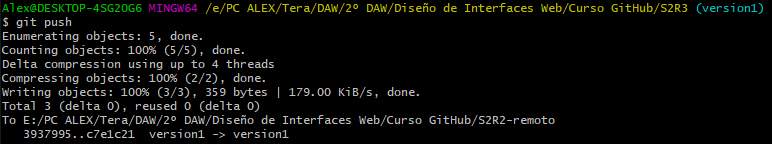 Alex@DESKTOP-4SG2OG6 MINGW64 /e/PC ALEX/Tera/DAW/2º DAW/Diseño de Interfaces Web/Curso GitHub/S2R3 (version1)
$ git push
Enumerating objects: 5, done.
Counting objects: 100% (5/5), done.
Delta compression using up to 4 threads
Compressing objects: 100% (2/2), done.
Writing objects: 100% (3/3), 359 bytes | 179.00 KiB/s, done.
Total 3 (delta 0), reused 0 (delta 0)
To E:/PC ALEX/Tera/DAW/2º DAW/Diseño de Interfaces Web/Curso GitHub/S2R2-remoto
   3937995..c7e1c21  version1 -> version1